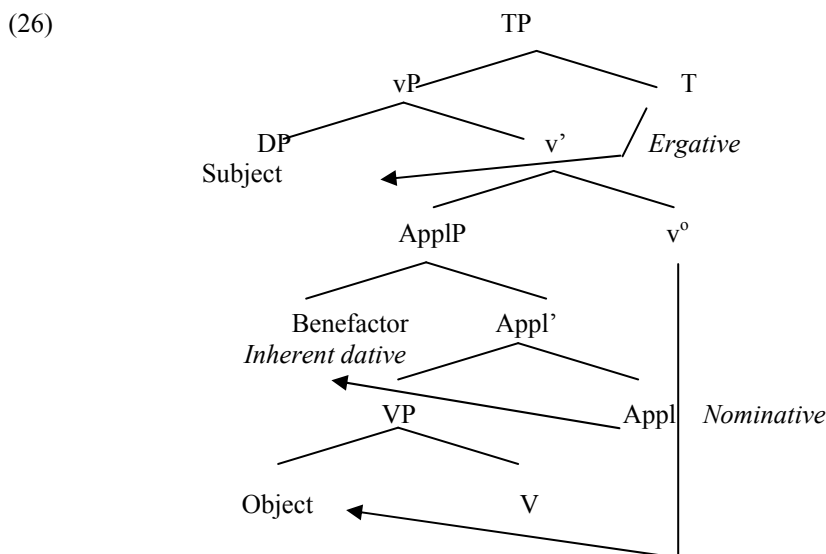 (26) TP
vP T
DP v’ Ergative
Subject
ApplP vº
Benefactor Appl’
Inherent dative
VP Appl Nominative
Object V